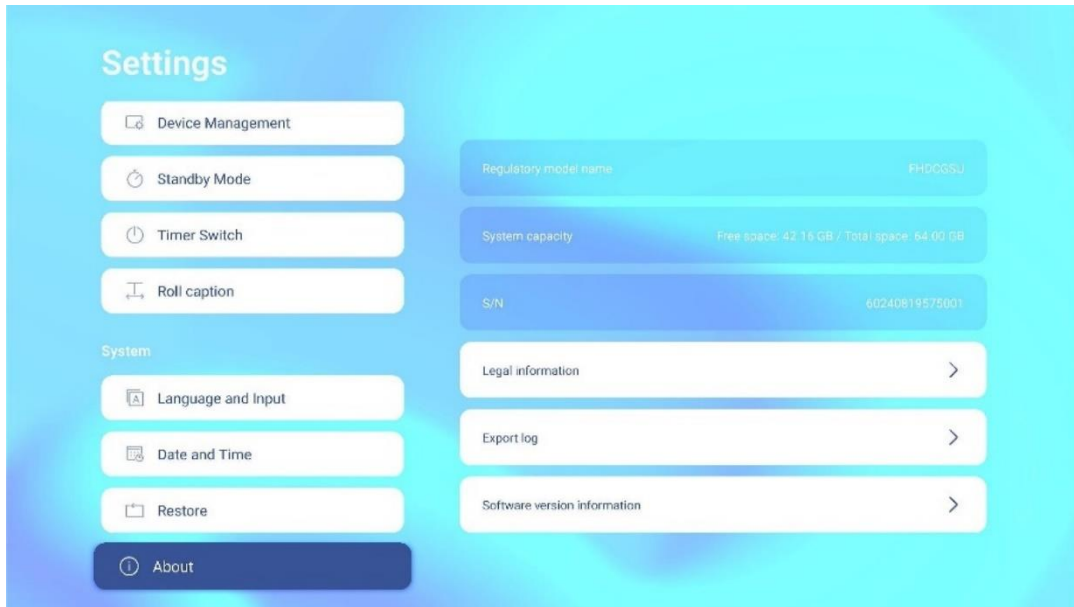 Settings
Device Management
Standby Mode
Timer Switch
Roll caption
System
Language and Input
Date and Time
Restore
About
Regulatory model name
FHDCGSU
System capacity
Free space: 42.16 GB / Total space: 64.00 GB
S/N
60240819575001
Legal information
Export log
Software version information